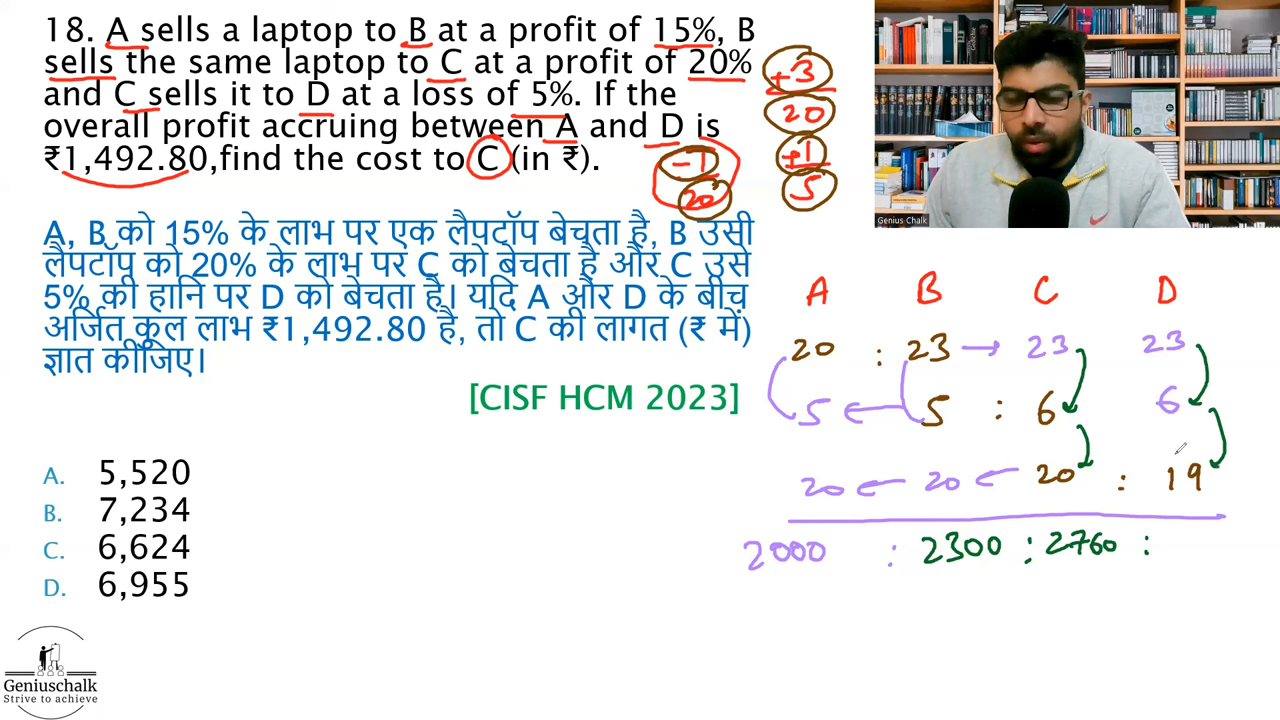 18. A sells a laptop to B at a profit of 15%, B
sells the same laptop to C at a profit of 20%
and C sells it to D at a loss of 5%. If the
overall profit accruing between A and D is
₹1,492.80,find the cost to C (in ₹).
+3
20
+1
5
-1
20
A, B को 15% के लाभ पर एक लैपटॉप बेचता है, B उसी
लैपटॉप को 20% के लाभ पर C को बेचता है और C उसे
5% की हानि पर D को बेचता है। यदि A और D के बीच
अर्जित कुल लाभ ₹1,492.80 है, तो C की लागत (₹ में)
ज्ञात कीजिए।
[CISF HCM 2023]
A. 5,520
B. 7,234
C. 6,624
D. 6,955
Genius Chalk
A B C D
20 : 23 → 23 23
5 ← 5 : 6 6
20 ← 20 ← 20 : 19
2000 : 2300 : 2760 :
Geniuschalk
Strive to achieve